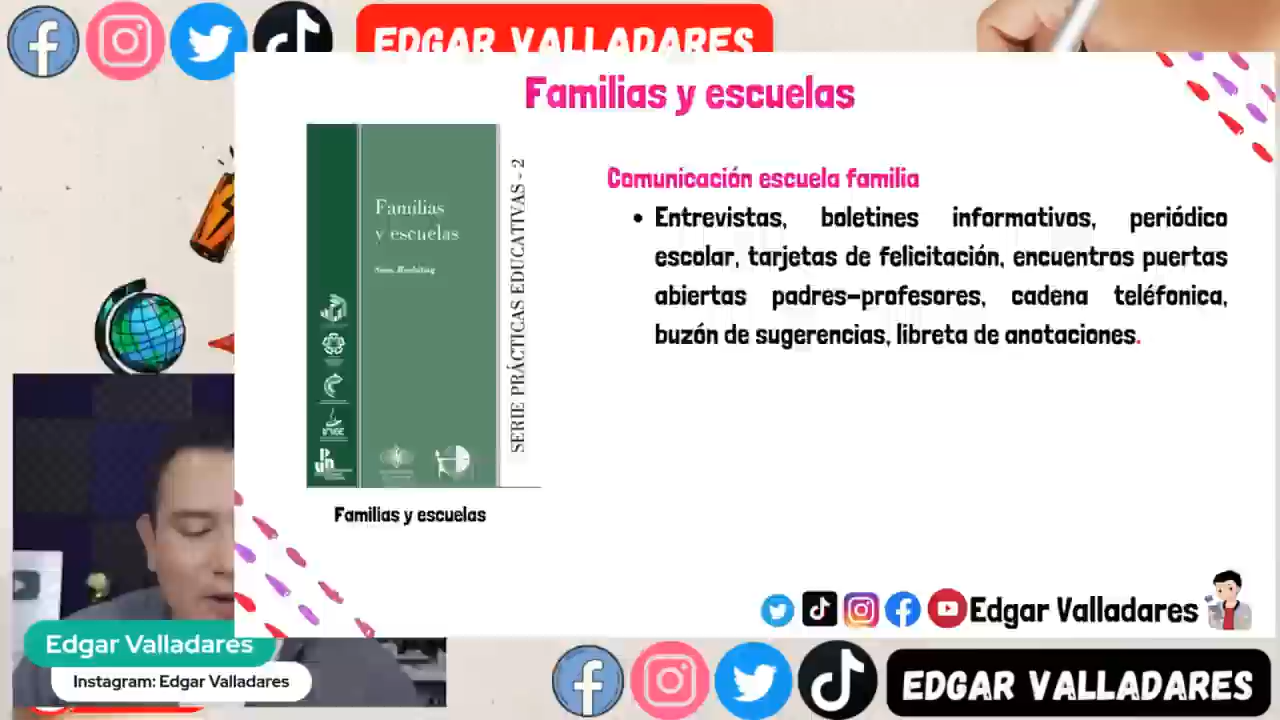 EDGAR VALLADARES
Familias y escuelas
Familias
y escuelas
SERIE PRÁCTICAS EDUCATIVAS - 2
Familias y escuelas
Comunicación escuela familia
• Entrevistas, boletines informativos, periódico
escolar, tarjetas de felicitación, encuentros puertas
abiertas padres-profesores, cadena teléfonica,
buzón de sugerencias, libreta de anotaciones.
Edgar Valladares
Edgar Valladares
Instagram: Edgar Valladares
EDGAR VALLADARES